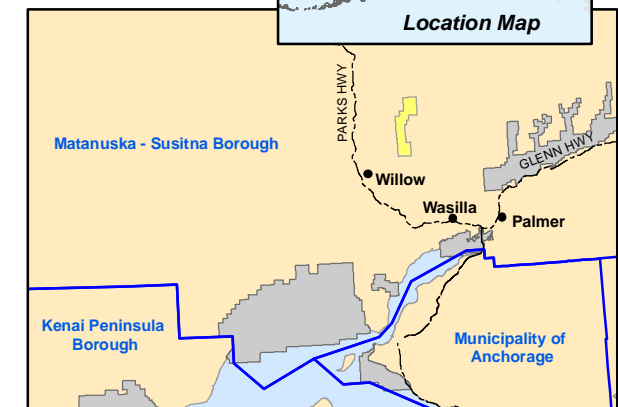 Location Map
PARKS HWY
Matanuska - Susitna Borough
GLENN HWY
Willow
Wasilla
Palmer
Kenai Peninsula
Borough
Municipality of
Anchorage